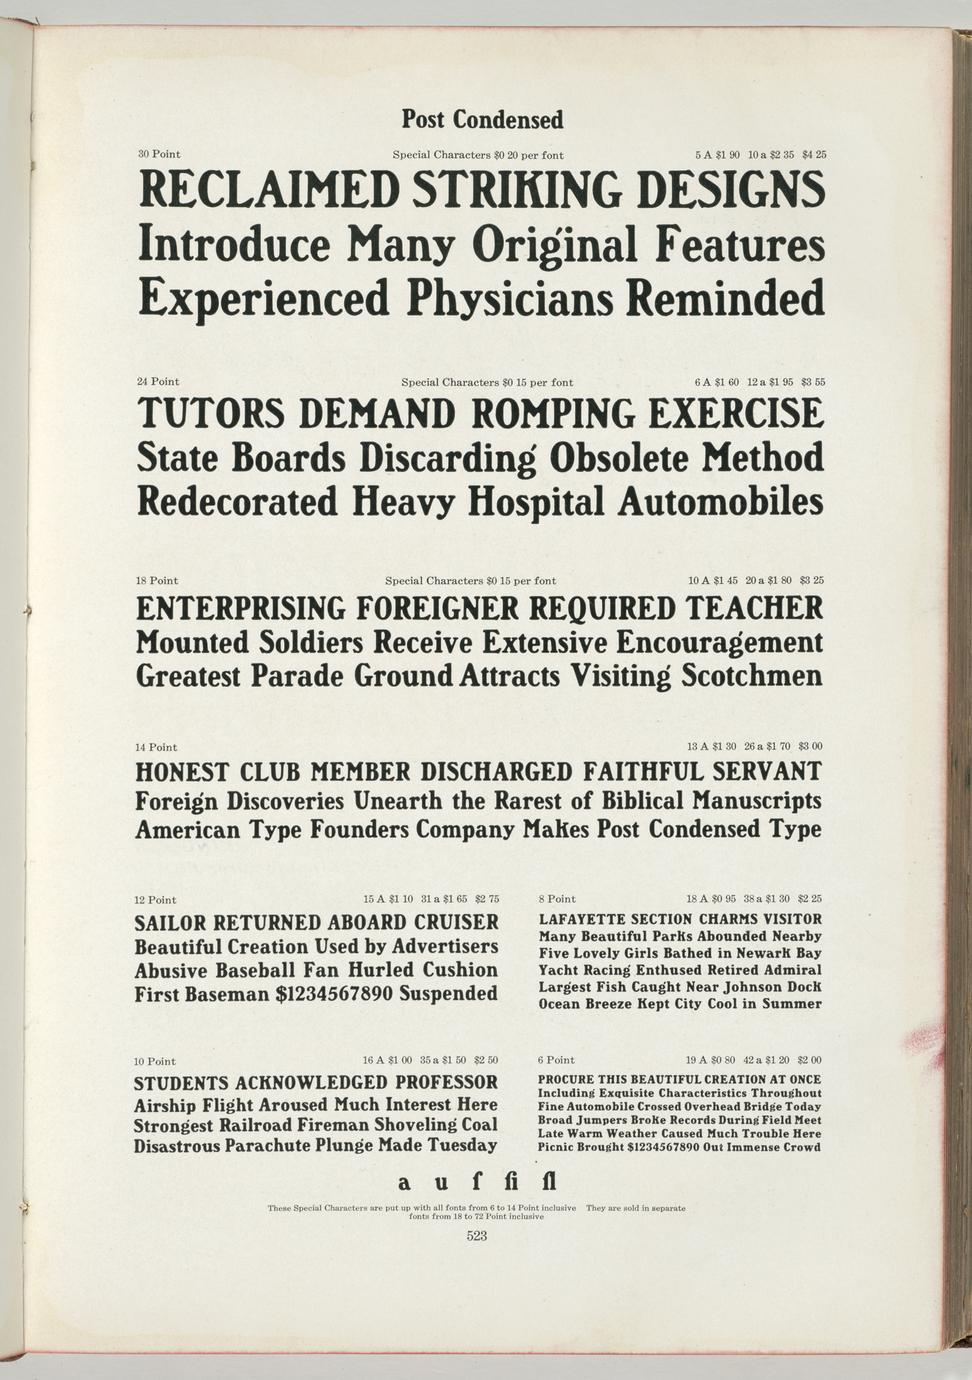 Post Condensed
30 Point Special Characters $0 20 per font 5 A $1 90 10 a $2 35 $4 25
RECLAIMED STRIKING DESIGNS
Introduce Many Original Features
Experienced Physicians Reminded
24 Point Special Characters $0 15 per font 6 A $1 60 12 a $1 95 $3 55
TUTORS DEMAND ROMPING EXERCISE
State Boards Discarding Obsolete Method
Redecorated Heavy Hospital Automobiles
18 Point Special Characters $0 15 per font 10 A $1 45 20 a $1 80 $3 25
ENTERPRISING FOREIGNER REQUIRED TEACHER
Mounted Soldiers Receive Extensive Encouragement
Greatest Parade Ground Attracts Visiting Scotchmen
14 Point 13 A $1 30 26 a $1 70 $3 00
HONEST CLUB MEMBER DISCHARGED FAITHFUL SERVANT
Foreign Discoveries Unearth the Rarest of Biblical Manuscripts
American Type Founders Company Makes Post Condensed Type
12 Point 15 A $1 10 31 a $1 65 $2 75
SAILOR RETURNED ABOARD CRUISER
Beautiful Creation Used by Advertisers
Abusive Baseball Fan Hurled Cushion
First Baseman $1234567890 Suspended
8 Point 18 A $0 95 38 a $1 30 $2 25
LAFAYETTE SECTION CHARMS VISITOR
Many Beautiful Parks Abounded Nearby
Five Lovely Girls Bathed in Newark Bay
Yacht Racing Enthused Retired Admiral
Largest Fish Caught Near Johnson Dock
Ocean Breeze Kept City Cool in Summer
10 Point 16 A $1 00 35 a $1 50 $2 50
STUDENTS ACKNOWLEDGED PROFESSOR
Airship Flight Aroused Much Interest Here
Strongest Railroad Fireman Shoveling Coal
Disastrous Parachute Plunge Made Tuesday
6 Point 19 A $0 80 42 a $1 20 $2 00
PROCURE THIS BEAUTIFUL CREATION AT ONCE
Including Exquisite Characteristics Throughout
Fine Automobile Crossed Overhead Bridge Today
Broad Jumpers Broke Records During Field Meet
Late Warm Weather Caused Much Trouble Here
Picnic Brought $1234567890 Out Immense Crowd
a u f fi fl
These Special Characters are put up with all fonts from 6 to 14 Point inclusive They are sold in separate
fonts from 18 to 72 Point inclusive
523